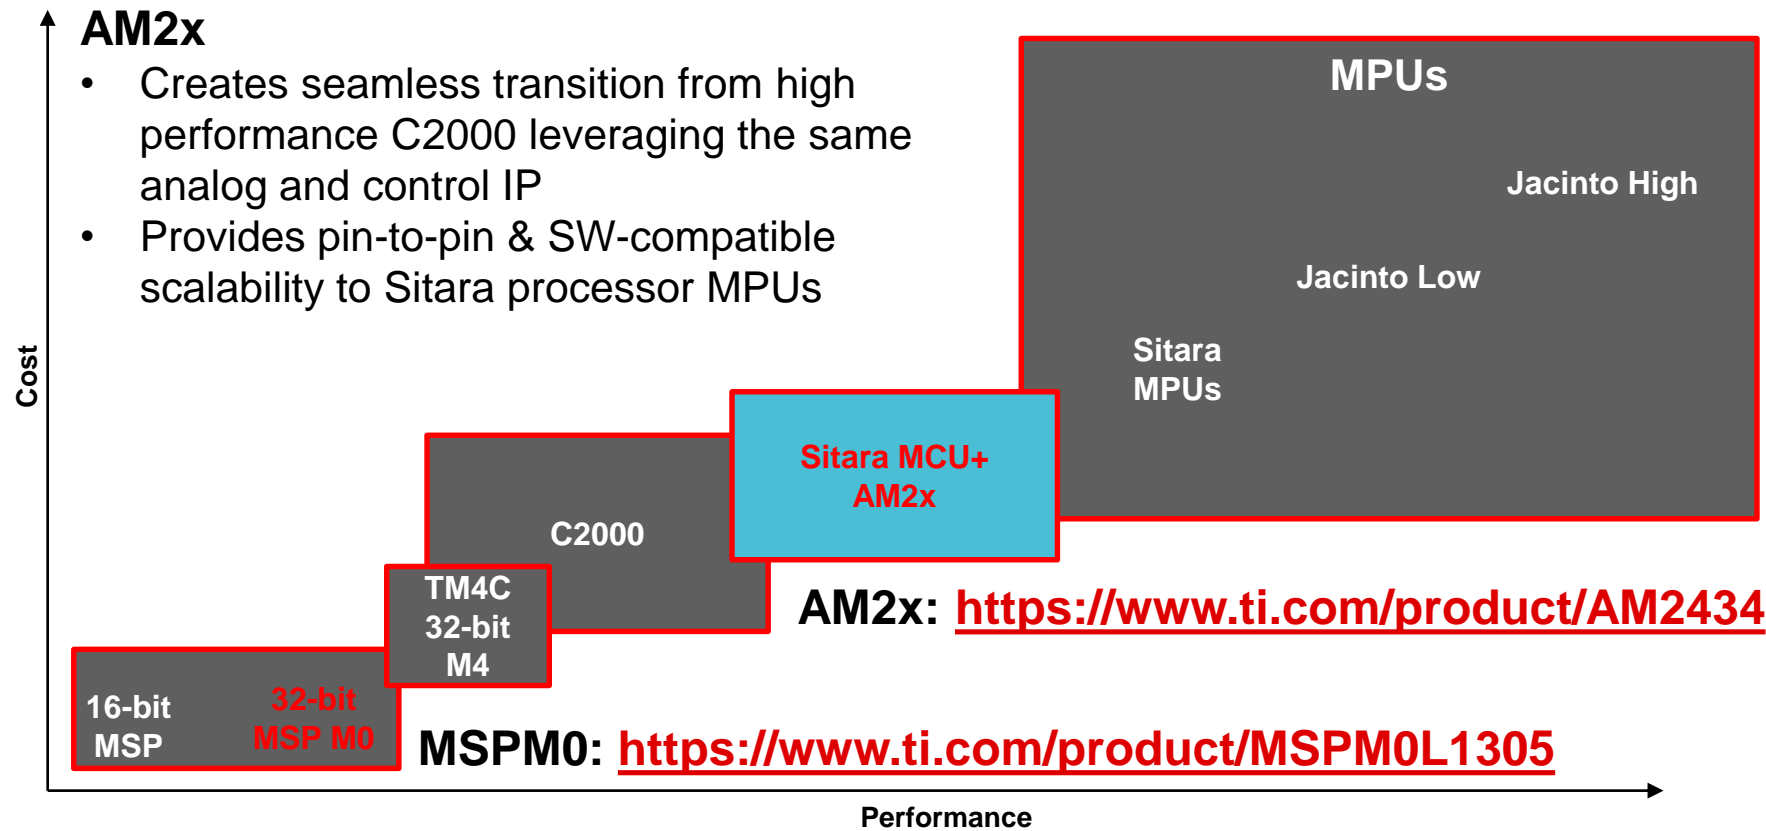 AM2x
• Creates seamless transition from high
performance C2000 leveraging the same
analog and control IP
• Provides pin-to-pin & SW-compatible
scalability to Sitara processor MPUs
MPUs
Jacinto High
Jacinto Low
Sitara
MPUs
Cost
Sitara MCU+
AM2x
C2000
TM4C
32-bit
M4
AM2x: https://www.ti.com/product/AM2434
16-bit
MSP
32-bit
MSP M0
MSPM0: https://www.ti.com/product/MSPM0L1305
Performance